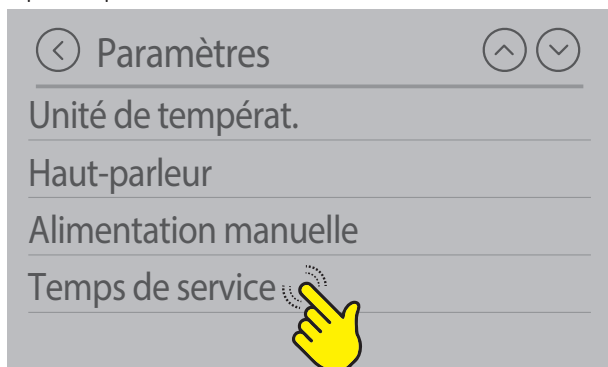 Paramètres
Unité de températ.
Haut-parleur
Alimentation manuelle
Temps de service